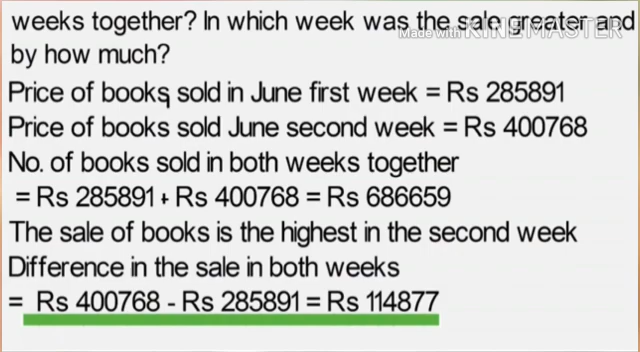 weeks together? In which week was the sale greater and
Made with KINEMASTER
by how much?
Price of books sold in June first week = Rs 285891
Price of books sold June second week = Rs 400768
No. of books sold in both weeks together
= Rs 285891 + Rs 400768 = Rs 686659
The sale of books is the highest in the second week
Difference in the sale in both weeks
= Rs 400768 - Rs 285891 = Rs 114877